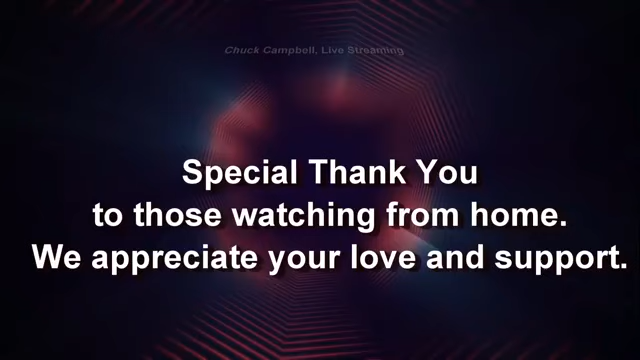 Chuck Campbell, Live Streaming
Special Thank You
to those watching from home.
We appreciate your love and support.